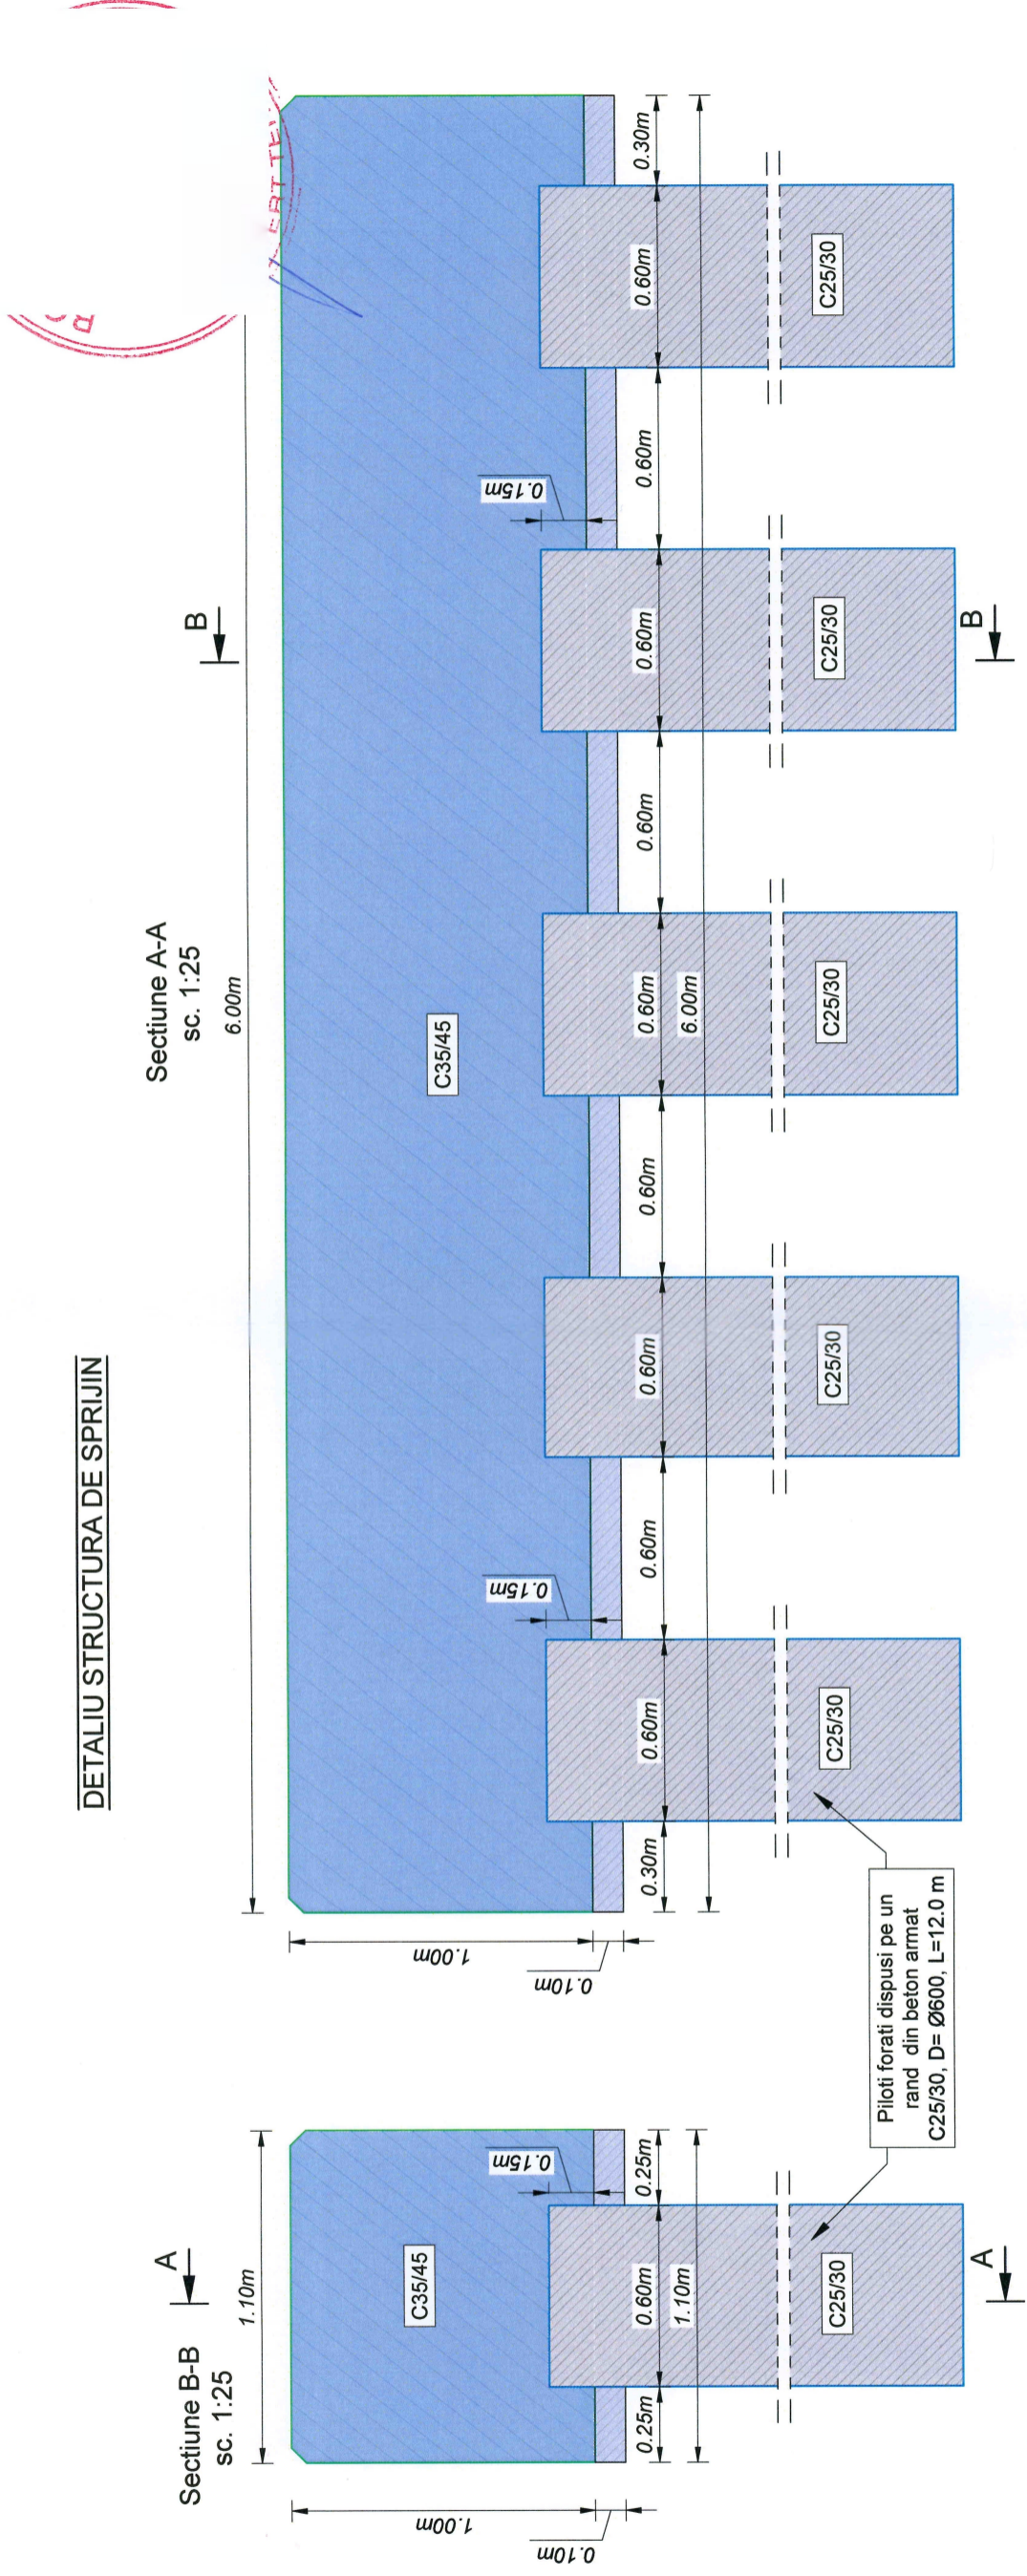 DETALIU STRUCTURA DE SPRIJIN
Sectiune B-B
sc. 1:25
A
1.10m
C35/45
1.00m
0.10m
0.15m
0.25m
0.60m
0.25m
1.10m
C25/30
A
Piloti forati dispusi pe un
rand din beton armat
C25/30, D= Ø600, L=12.0 m
Sectiune A-A
sc. 1:25
6.00m
B
C35/45
1.00m
0.10m
0.15m
0.15m
0.30m
0.60m
0.60m
0.60m
0.60m
0.60m
0.60m
0.60m
0.60m
0.60m
0.30m
6.00m
C25/30
C25/30
C25/30
C25/30
C25/30
B